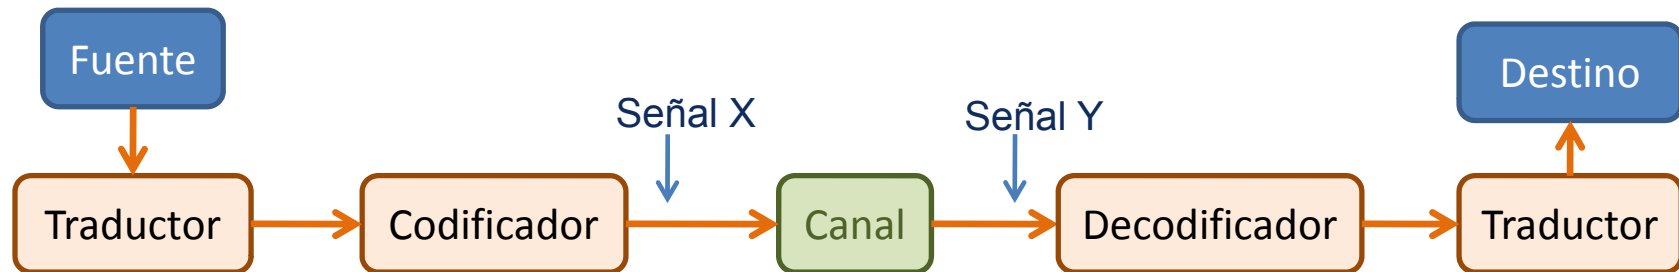 Fuente
Destino
Señal X
Señal Y
Traductor
Codificador
Canal
Decodificador
Traductor